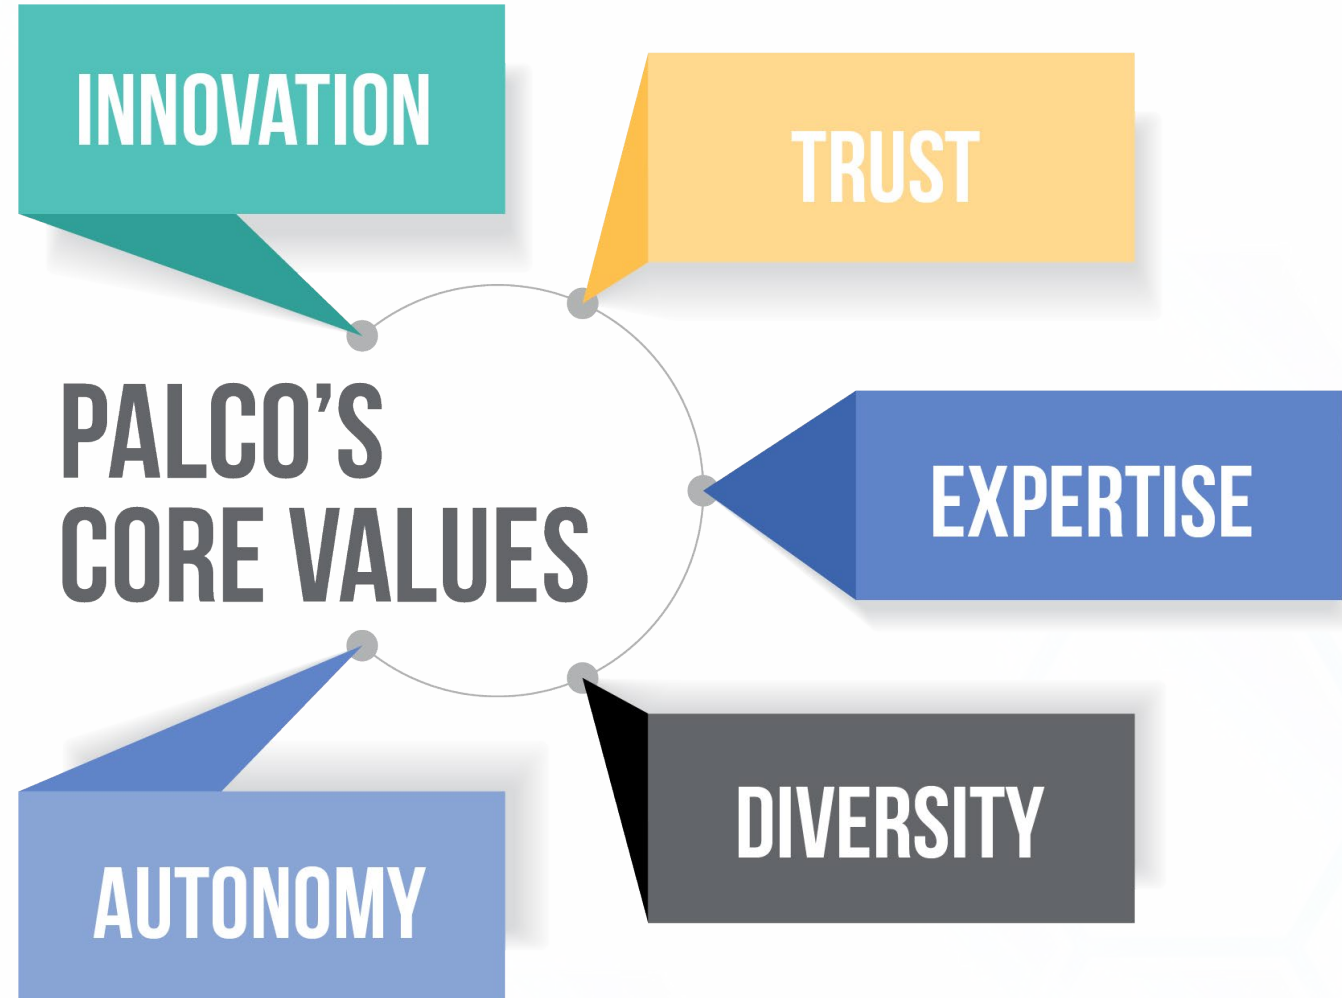 INNOVATION
TRUST
PALCO’S
CORE VALUES
EXPERTISE
DIVERSITY
AUTONOMY